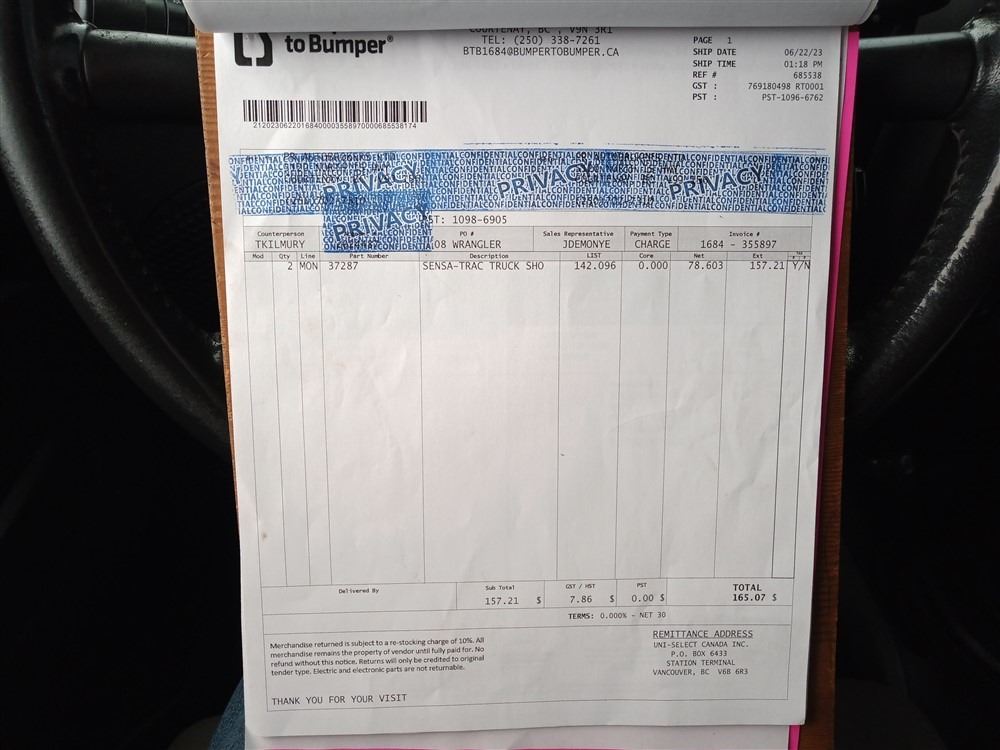 to Bumper®
COURTENAY, BC , V9N 3R1
TEL: (250) 338-7261
BTB1684@BUMPERTOBUMPER.CA
PAGE 1
SHIP DATE 06/22/23
SHIP TIME 01:18 PM
REF # 685538
GST : 769180498 RT0001
PST : PST-1096-6762
21202306220168400003558970000685538174
CONFIDENTIAL
PRIVACY PRIVACY PRIVACY
PRIVACY
ST: 1098-6905
Counterperson PO # Sales Representative Payment Type Invoice #
TKILMURY 08 WRANGLER JDEMONYE CHARGE 1684 - 355897
Mod Qty Line Part Number Description LIST Core Net Ext
2 MON 37287 SENSA-TRAC TRUCK SHO 142.096 0.000 78.603 157.21 Y/N
Delivered By Sub Total GST / HST PST TOTAL
157.21 $ 7.86 $ 0.00 $ 165.07 $
TERMS: 0.000% - NET 30
Merchandise returned is subject to a re-stocking charge of 10%. All
merchandise remains the property of vendor until fully paid for. No
refund without this notice. Returns will only be credited to original
tender type. Electric and electronic parts are not returnable.
REMITTANCE ADDRESS
UNI-SELECT CANADA INC.
P.O. BOX 6433
STATION TERMINAL
VANCOUVER, BC V6B 6R3
THANK YOU FOR YOUR VISIT